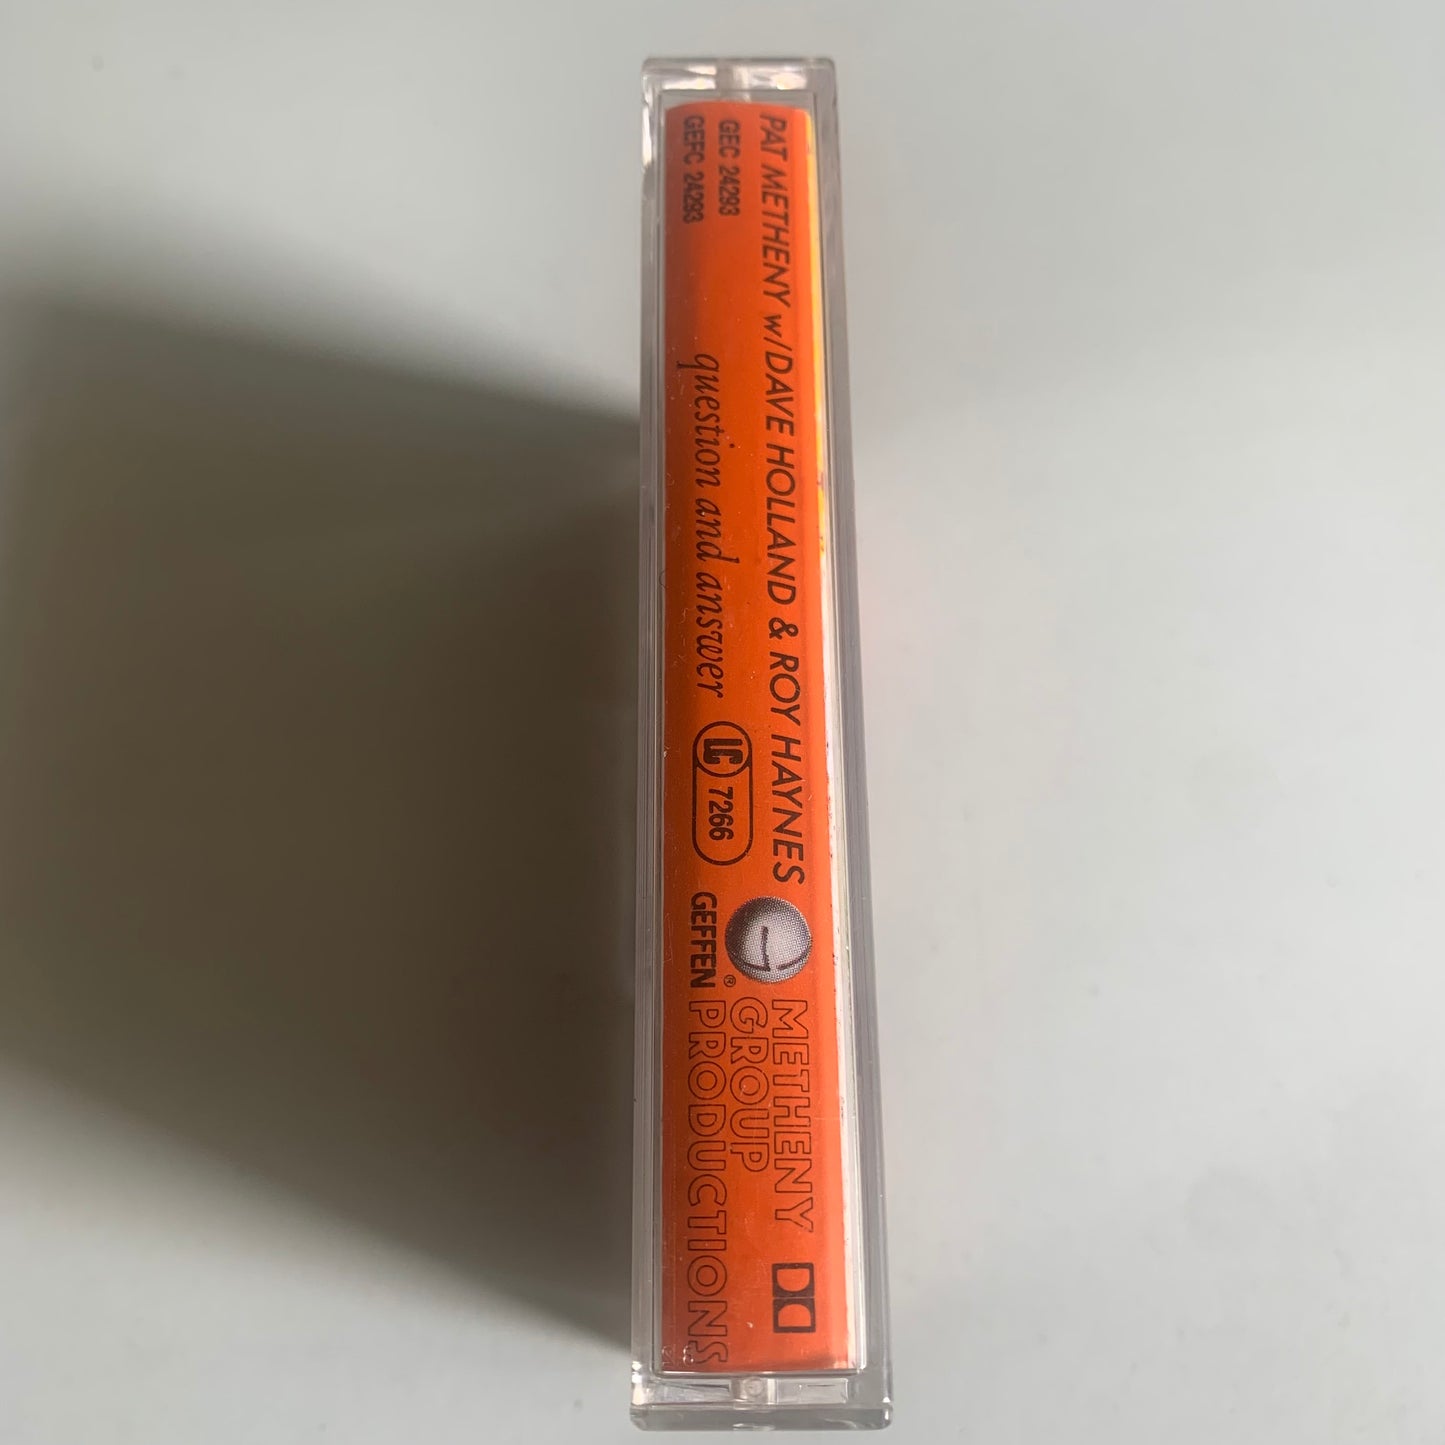 PAT METHENY w/DAVE HOLLAND & ROY HAYNES
GEC 24293
GEFC 24293
question and answer
LC 7266
GEFFEN®
METHENY
GROUP
PRODUCTIONS